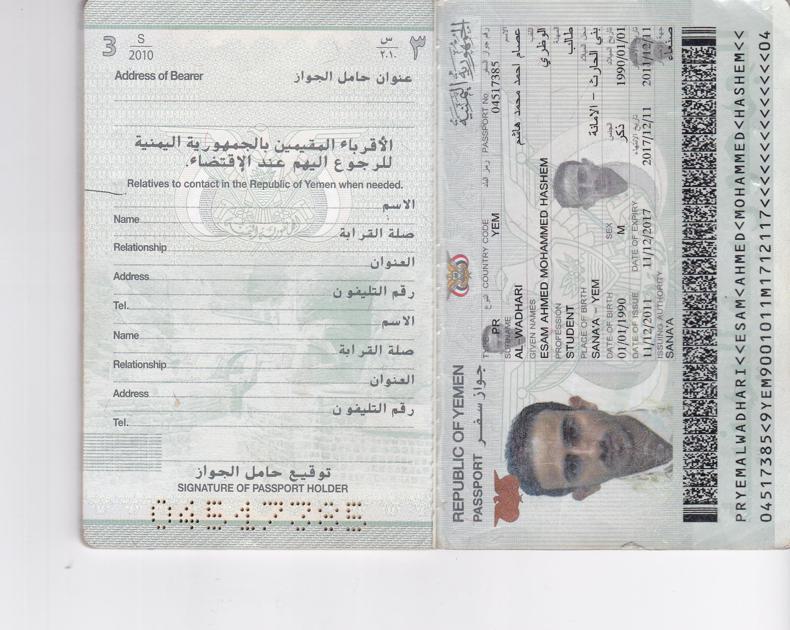 3
S
2010
س
٢٠١٠
٣
Address of Bearer
عنوان حامل الجواز
الأقرباء المقيمين بالجمهورية اليمنية
للرجوع اليهم عند الإقتضاء.
Relatives to contact in the Republic of Yemen when needed.
Name الاسم
Relationship صلة القرابة
Address العنوان
Tel. رقم التليفون
Name الاسم
Relationship صلة القرابة
Address العنوان
Tel. رقم التليفون
توقيع حامل الجواز
SIGNATURE OF PASSPORT HOLDER
REPUBLIC OF YEMEN الجمهورية اليمنية
PASSPORT جواز سفر
TYPE النوع COUNTRY CODE رمز البلد PASSPORT No رقم جواز السفر
PR YEM 04517385
SURNAME الاسم
AL-WADHARI عصام احمد محمد هاشم
GIVEN NAMES اللقب
ESAM AHMED MOHAMMED HASHEM الوظري
PROFESSION المهنة
STUDENT طالب
PLACE OF BIRTH محل الميلاد
SANA'A - YEM بني الحارث - الامانة
DATE OF BIRTH SEX الجنس تاريخ الميلاد
01/01/1990 M ذكر 1990/01/01
DATE OF ISSUE DATE OF EXPIRY تاريخ الانتهاء تاريخ الاصدار
11/12/2011 11/12/2017 2017/12/11 2011/12/11
ISSUING AUTHORITY جهة الاصدار
SANA'A صنعاء
PRYEMALWADHARI<<ESAM<AHMED<MOHAMMED<HASHEM<<
04517385<9YEM9001011M1712117<<<<<<<<<<<<<<04